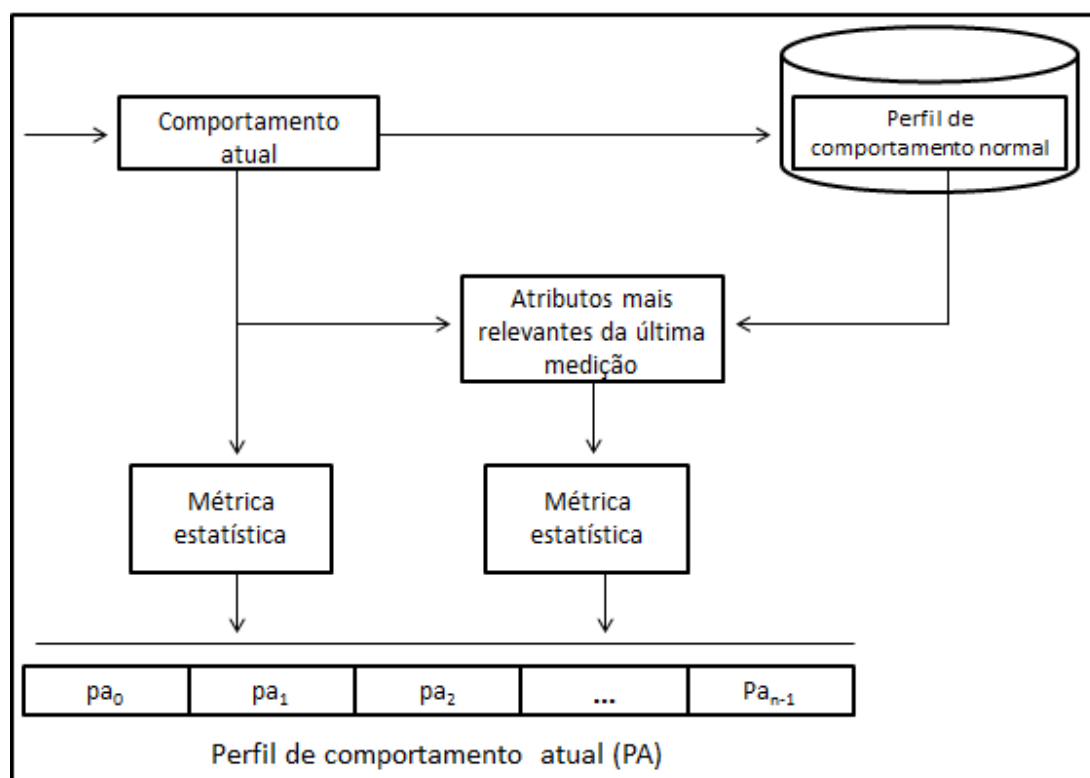 Comportamento
atual
Perfil de
comportamento normal
Atributos mais
relevantes da última
medição
Métrica
estatística
Métrica
estatística
pa₀
pa₁
pa₂
...
Paₙ₋₁
Perfil de comportamento atual (PA)